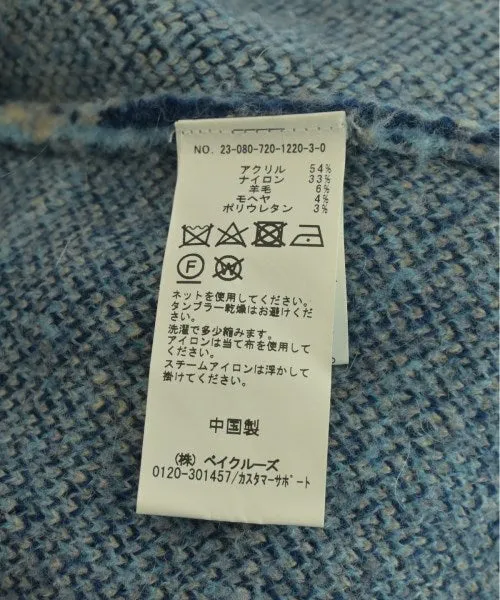 NO. 23-080-720-1220-3-0
アクリル 54%
ナイロン 33%
羊毛 6%
モヘヤ 4%
ポリウレタン 3%
F
W
ネットを使用してください。
タンブラー乾燥はお避けくだ
さい。
洗濯で多少縮みます。
アイロンは当て布を使用して
ください。
スチームアイロンは浮かして
掛けてください。
中国製
(株) ベイクルーズ
0120-301457/カスタマーサポート